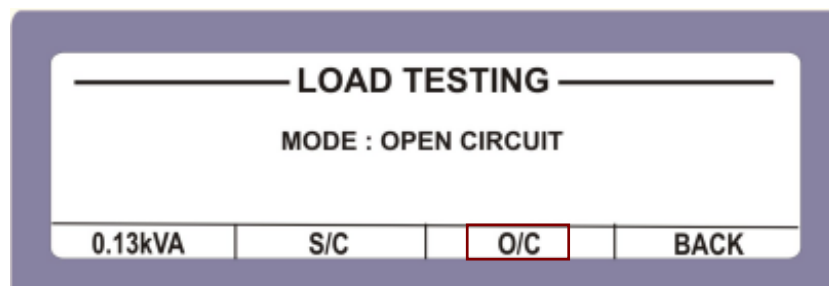 LOAD TESTING
MODE : OPEN CIRCUIT
0.13kVA S/C O/C BACK